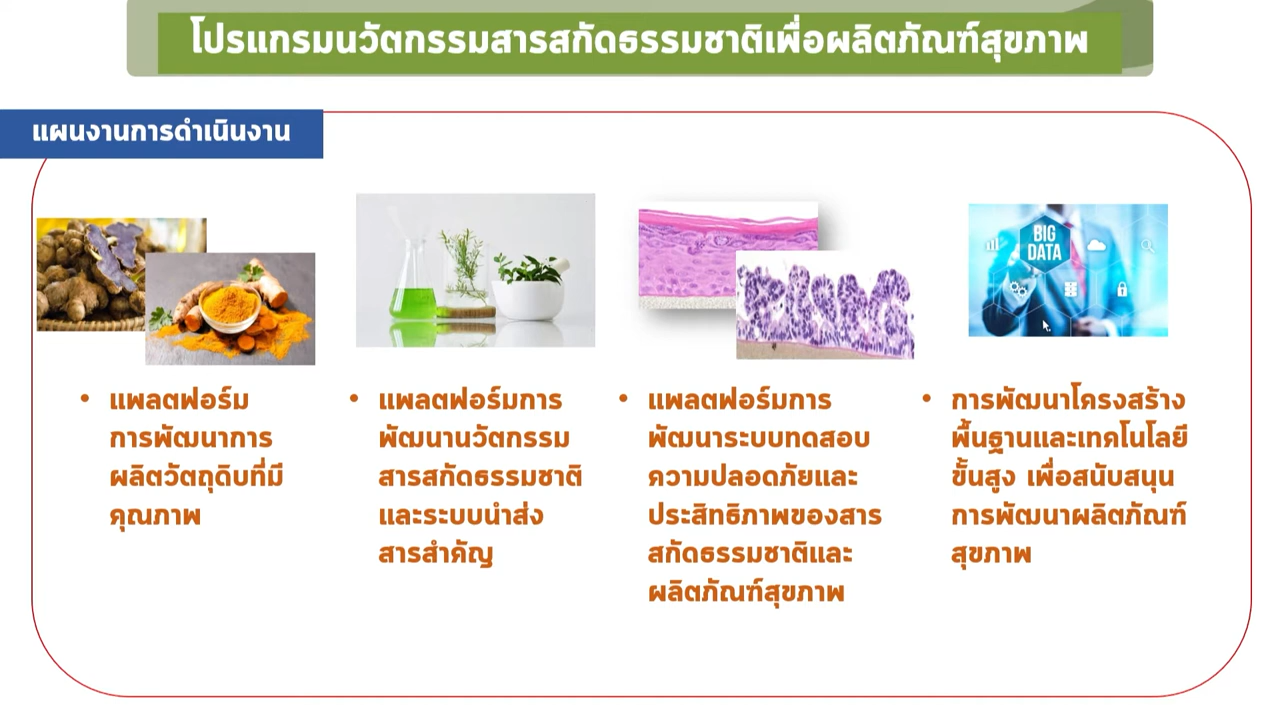 โปรแกรมนวัตกรรมสารสกัดธรรมชาติเพื่อผลิตภัณฑ์สุขภาพ
แผนงานการดำเนินงาน
BIG
DATA
• แพลตฟอร์ม
การพัฒนาการ
ผลิตวัตถุดิบที่มี
คุณภาพ
• แพลตฟอร์มการ
พัฒนานวัตกรรม
สารสกัดธรรมชาติ
และระบบนำส่ง
สารสำคัญ
• แพลตฟอร์มการ
พัฒนาระบบทดสอบ
ความปลอดภัยและ
ประสิทธิภาพของสาร
สกัดธรรมชาติและ
ผลิตภัณฑ์สุขภาพ
• การพัฒนาโครงสร้าง
พื้นฐานและเทคโนโลยี
ขั้นสูง เพื่อสนับสนุน
การพัฒนาผลิตภัณฑ์
สุขภาพ